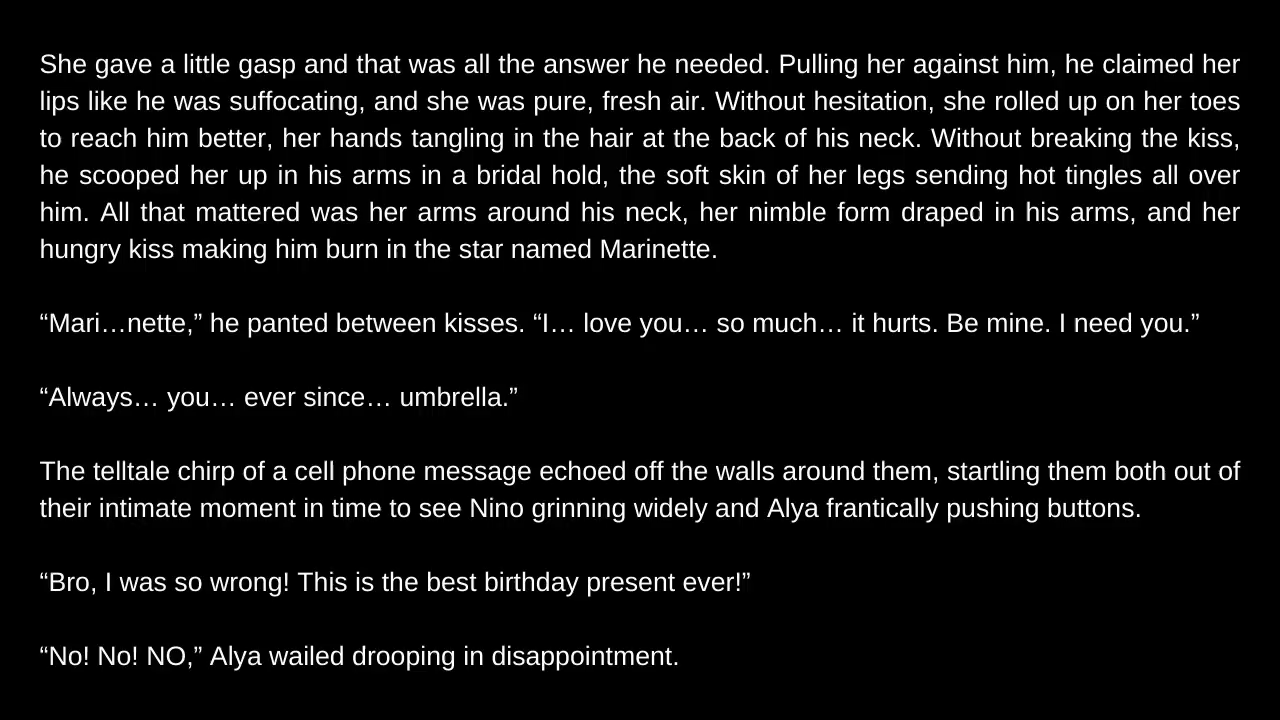 She gave a little gasp and that was all the answer he needed. Pulling her against him, he claimed her
lips like he was suffocating, and she was pure, fresh air. Without hesitation, she rolled up on her toes
to reach him better, her hands tangling in the hair at the back of his neck. Without breaking the kiss,
he scooped her up in his arms in a bridal hold, the soft skin of her legs sending hot tingles all over
him. All that mattered was her arms around his neck, her nimble form draped in his arms, and her
hungry kiss making him burn in the star named Marinette.
“Mari…nette,” he panted between kisses. “I… love you… so much… it hurts. Be mine. I need you.”
“Always… you… ever since… umbrella.”
The telltale chirp of a cell phone message echoed off the walls around them, startling them both out of
their intimate moment in time to see Nino grinning widely and Alya frantically pushing buttons.
“Bro, I was so wrong! This is the best birthday present ever!”
“No! No! NO,” Alya wailed drooping in disappointment.